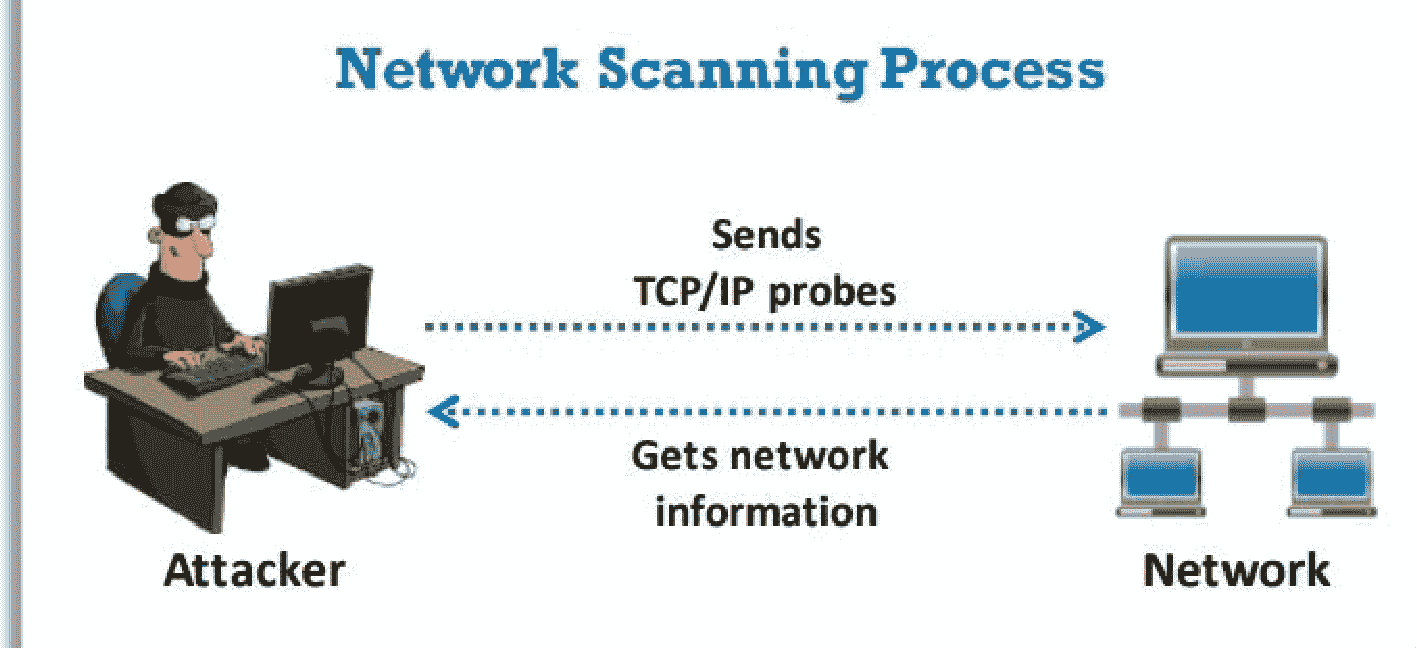 Network Scanning Process
Sends
TCP/IP probes
Gets network
information
Attacker
Network